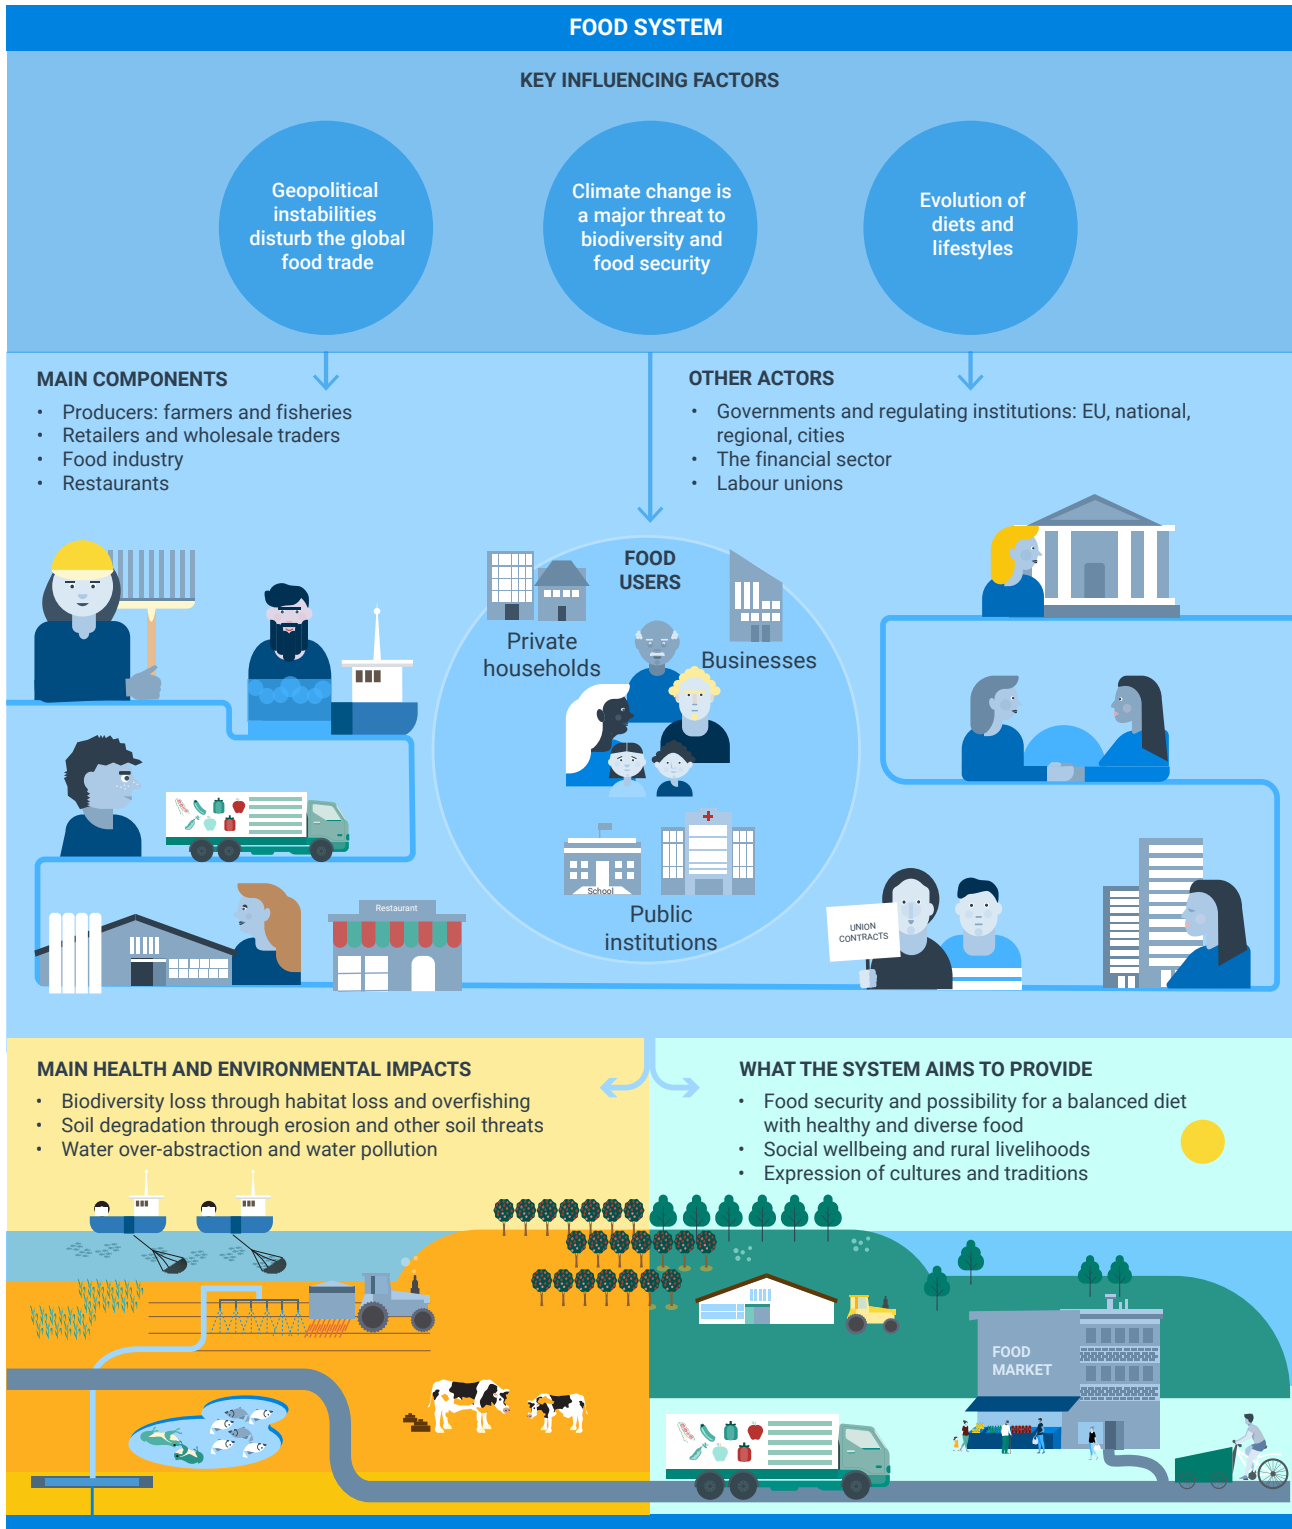 FOOD SYSTEM
KEY INFLUENCING FACTORS
Geopolitical
instabilities
disturb the global
food trade
Climate change is
a major threat to
biodiversity and
food security
Evolution of
diets and
lifestyles
MAIN COMPONENTS
• Producers: farmers and fisheries
• Retailers and wholesale traders
• Food industry
• Restaurants
OTHER ACTORS
• Governments and regulating institutions: EU, national,
regional, cities
• The financial sector
• Labour unions
FOOD
USERS
Private
households
Businesses
School
Public
institutions
Restaurant
UNION
CONTRACTS
MAIN HEALTH AND ENVIRONMENTAL IMPACTS
• Biodiversity loss through habitat loss and overfishing
• Soil degradation through erosion and other soil threats
• Water over-abstraction and water pollution
WHAT THE SYSTEM AIMS TO PROVIDE
• Food security and possibility for a balanced diet
with healthy and diverse food
• Social wellbeing and rural livelihoods
• Expression of cultures and traditions
FOOD
MARKET